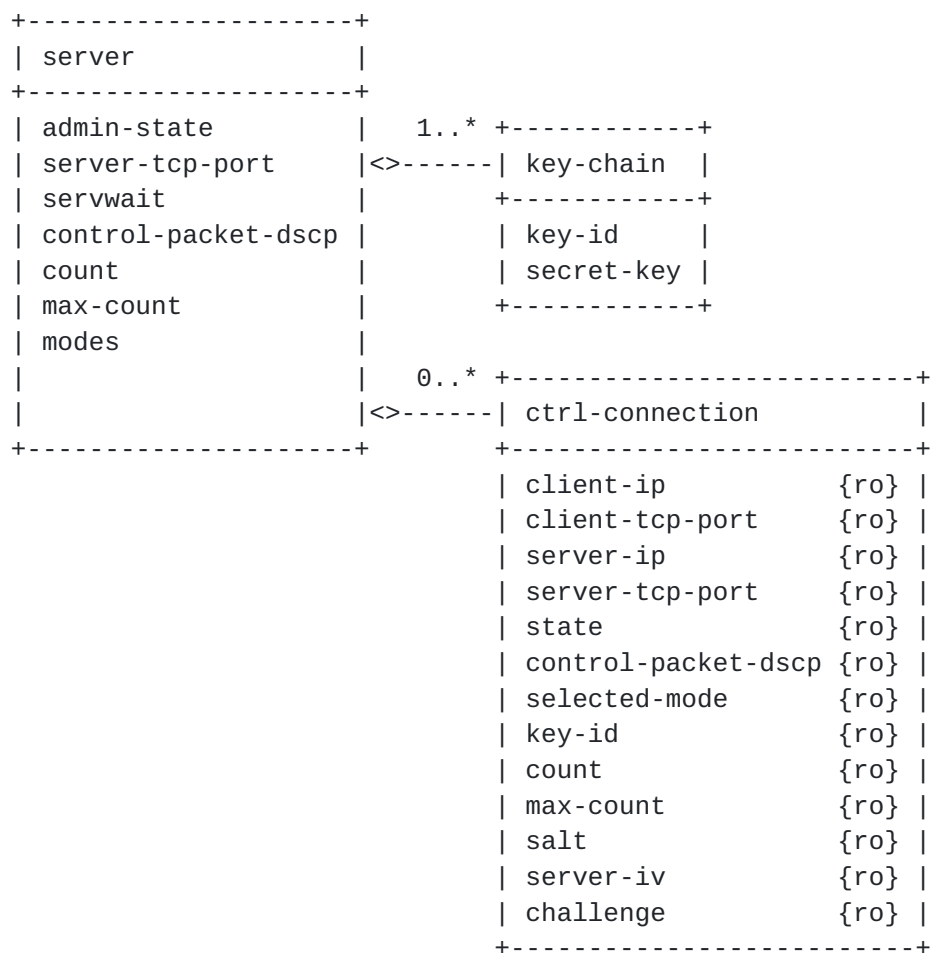 +---------------------+
| server              |
+---------------------+
| admin-state         |   1..* +------------+
| server-tcp-port     |<>------| key-chain  |
| servwait            |        +------------+
| control-packet-dscp |        | key-id     |
| count               |        | secret-key |
| max-count           |        +------------+
| modes               |
|                     |   0..* +--------------------------+
|                     |<>------| ctrl-connection          |
+---------------------+        +--------------------------+
                               | client-ip           {ro} |
                               | client-tcp-port     {ro} |
                               | server-ip           {ro} |
                               | server-tcp-port     {ro} |
                               | state               {ro} |
                               | control-packet-dscp {ro} |
                               | selected-mode       {ro} |
                               | key-id              {ro} |
                               | count               {ro} |
                               | max-count           {ro} |
                               | salt                {ro} |
                               | server-iv           {ro} |
                               | challenge           {ro} |
                               +--------------------------+